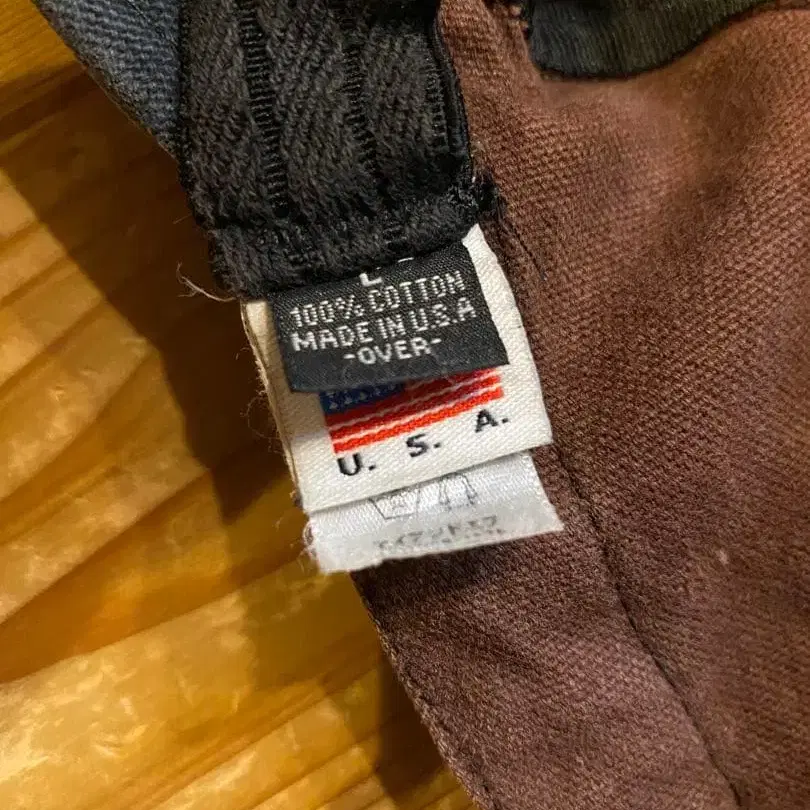 L
100% COTTON
MADE IN U.S.A
-OVER-
U. S. A.